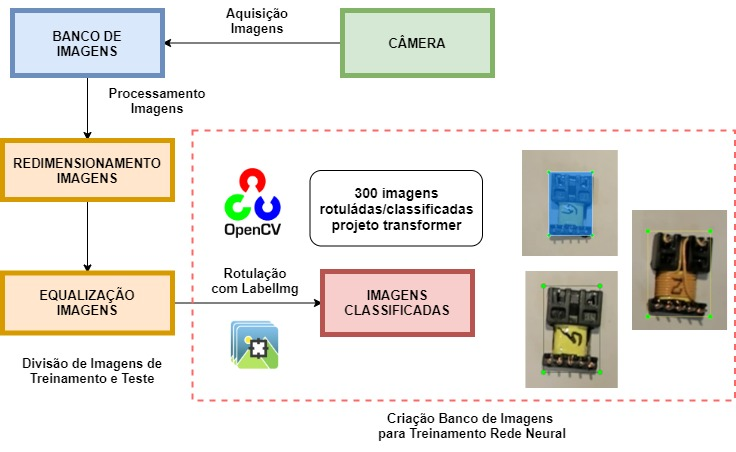 Aquisição
Imagens
BANCO DE
IMAGENS
CÂMERA
Processamento
Imagens
REDIMENSIONAMENTO
IMAGENS
OpenCV
300 imagens
rotuládas/classificadas
projeto transformer
EQUALIZAÇÃO
IMAGENS
Rotulação
com LabelImg
IMAGENS
CLASSIFICADAS
Divisão de Imagens de
Treinamento e Teste
Criação Banco de Imagens
para Treinamento Rede Neural